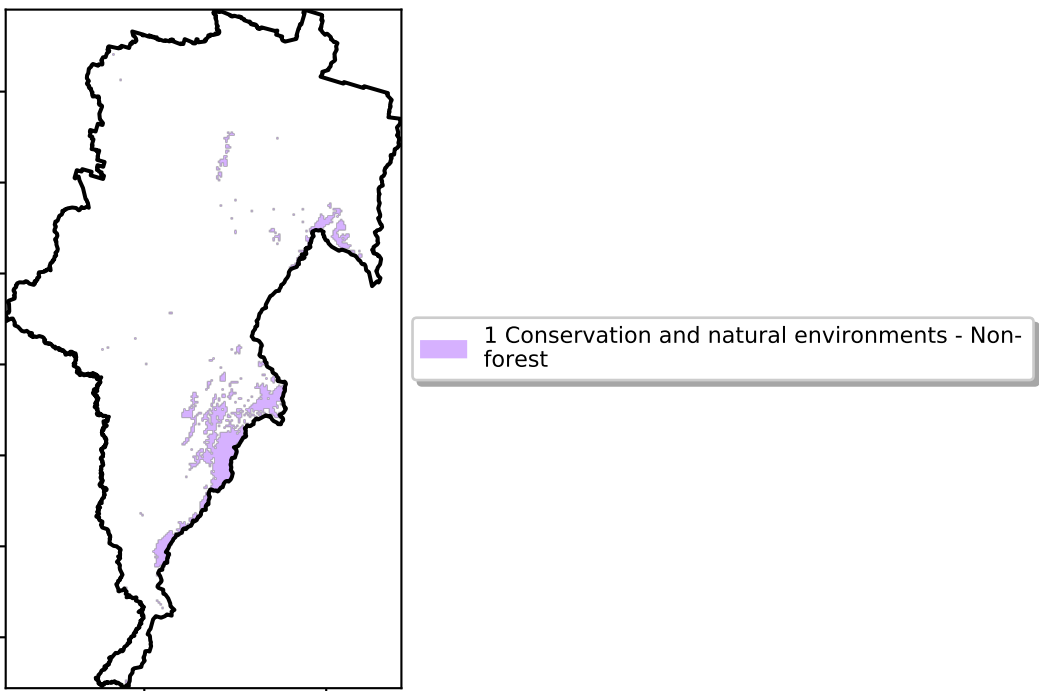 1 Conservation and natural environments - Non-
forest